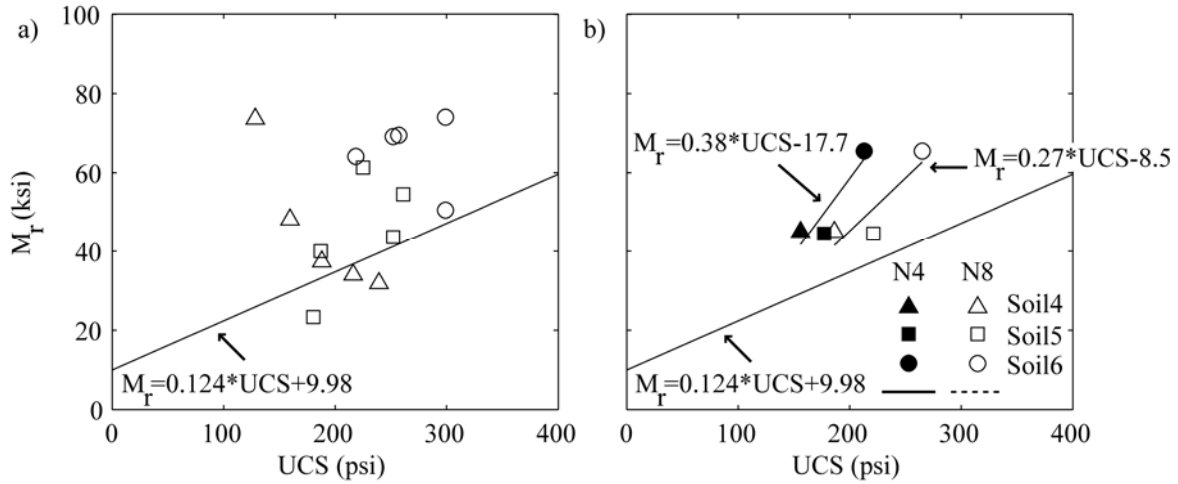 a)
100
80
60
40
20
0
M_r (ksi)
M_r=0.124*UCS+9.98
0 100 200 300 400
UCS (psi)
b)
M_r=0.38*UCS-17.7
M_r=0.27*UCS-8.5
N4 N8
Soil4
Soil5
Soil6
M_r=0.124*UCS+9.98
0 100 200 300 400
UCS (psi)